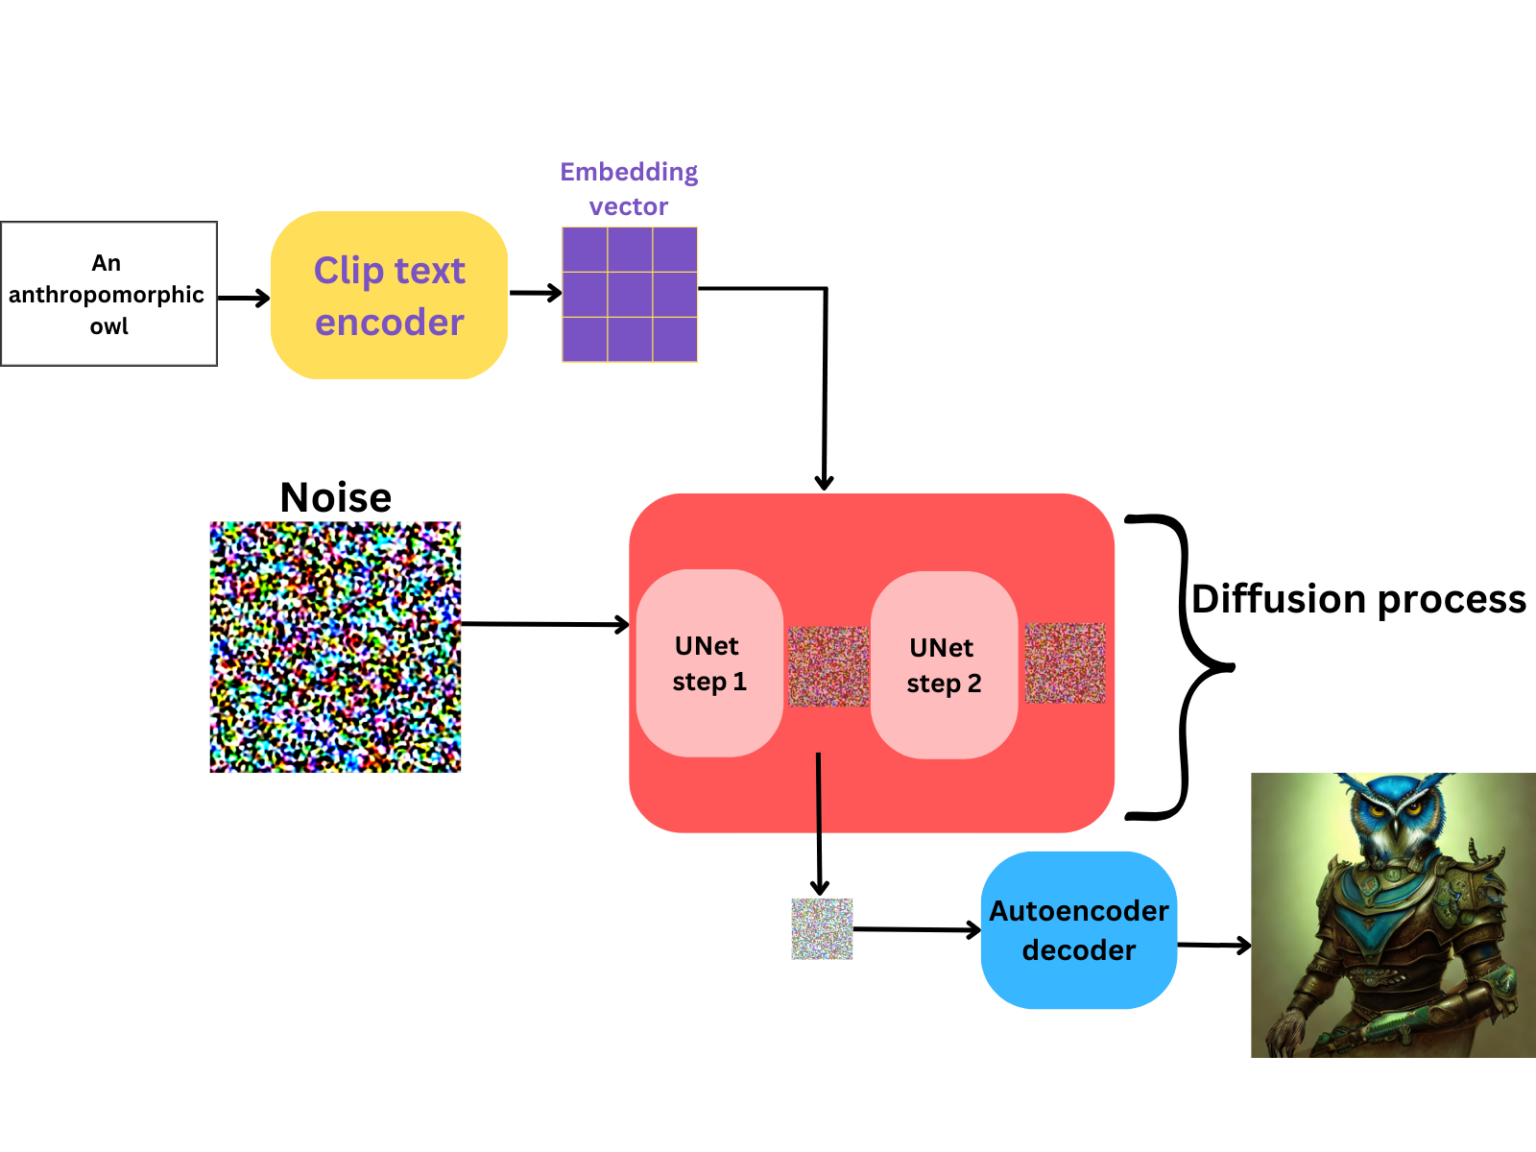 Embedding
vector
An
anthropomorphic
owl
Clip text
encoder
Noise
UNet
step 1
UNet
step 2
Diffusion process
Autoencoder
decoder